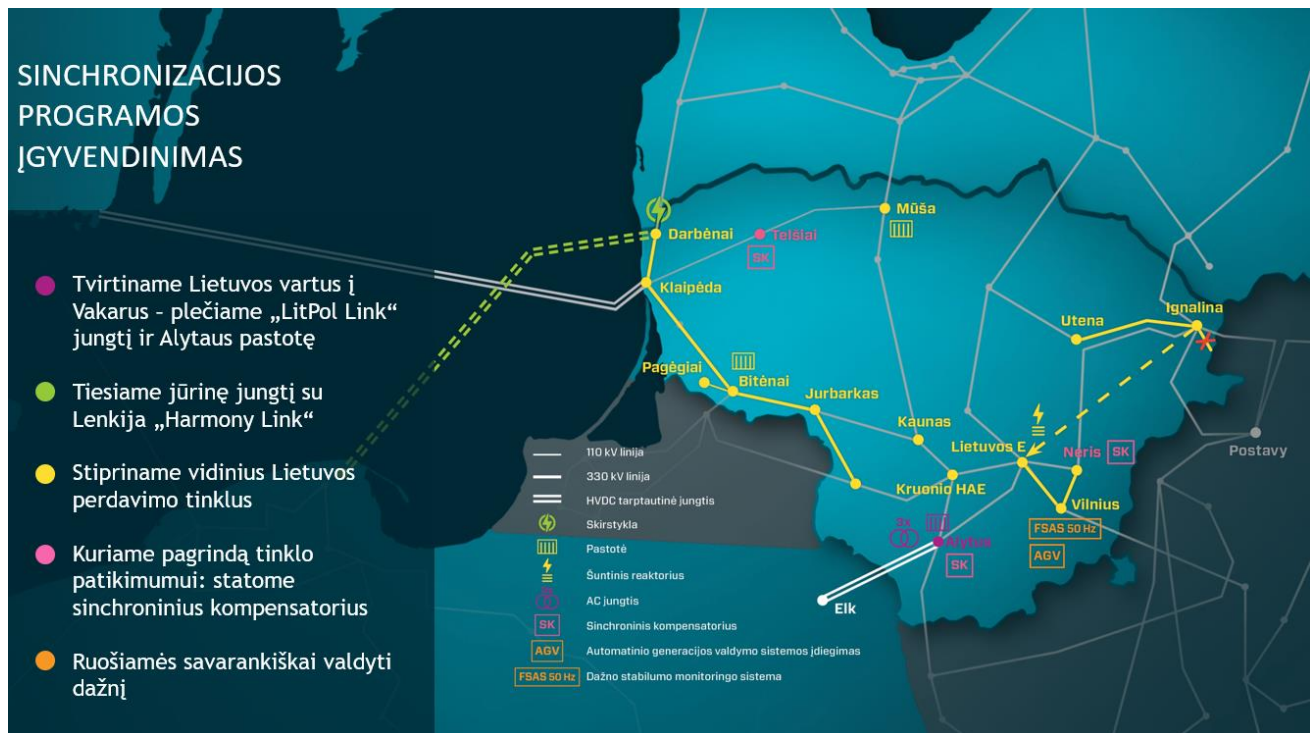 SINCHRONIZACIJOS
PROGRAMOS
ĮGYVENDINIMAS
Tvirtiname Lietuvos vartus į
Vakarus - plečiame „LitPol Link“
jungtį ir Alytaus pastotę
Tiesiame jūrinę jungtį su
Lenkija „Harmony Link“
Stipriname vidinius Lietuvos
perdavimo tinklus
Kuriame pagrindą tinklo
patikimumui: statome
sinchroninius kompensatorius
Ruošiamės savarankiškai valdyti
dažnį
Darbėnai
Telšiai
SK
Mūša
Klaipėda
Ignalina
Utena
Pagėgiai
Bitėnai
Jurbarkas
Kaunas
Lietuvos E
Neris SK
Postavy
Kruonio HAE
Vilnius
FSAS 50 Hz
AGV
3x
Alytus
SK
Elk
110 kV linija
330 kV linija
HVDC tarptautinė jungtis
Skirstykla
Pastotė
Šuntinis reaktorius
AC jungtis
SK Sinchroninis kompensatorius
AGV Automatinio generacijos valdymo sistemos įdiegimas
FSAS 50 Hz Dažno stabilumo monitoringo sistema